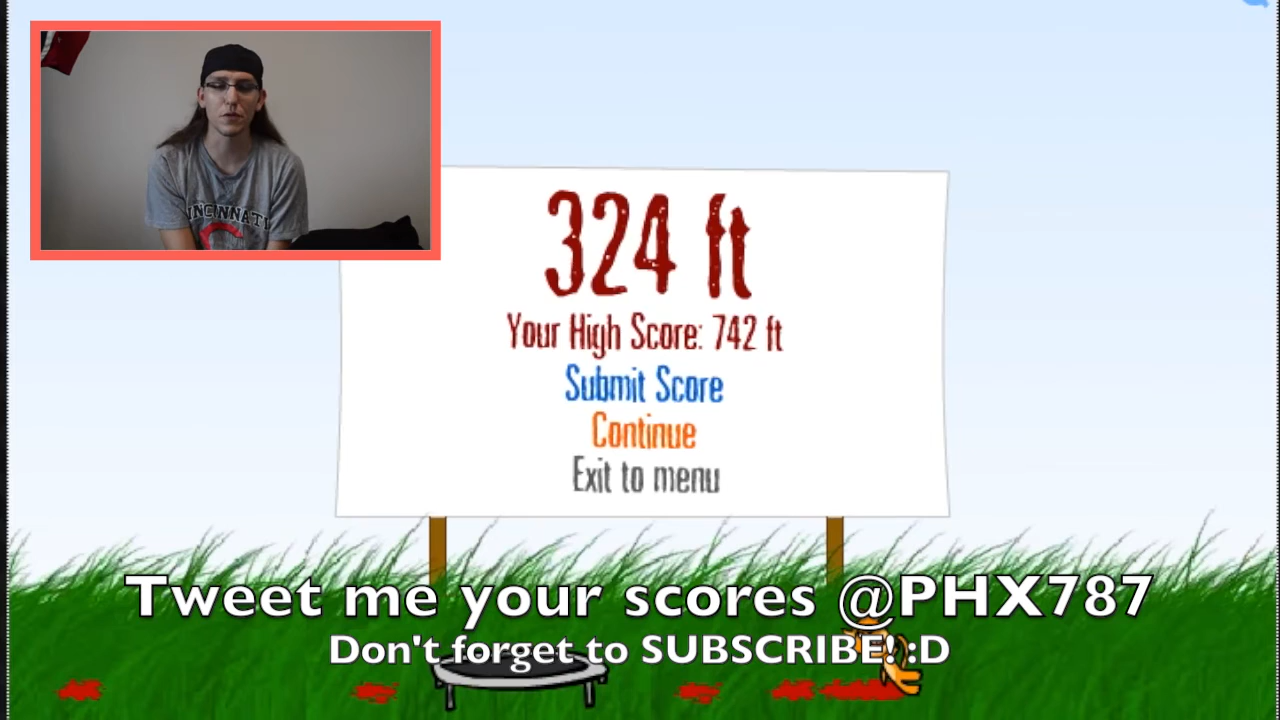 CINCINNATI
324 ft
Your High Score: 742 ft
Submit Score
Continue
Exit to menu
Tweet me your scores @PHX787
Don't forget to SUBSCRIBE! :D